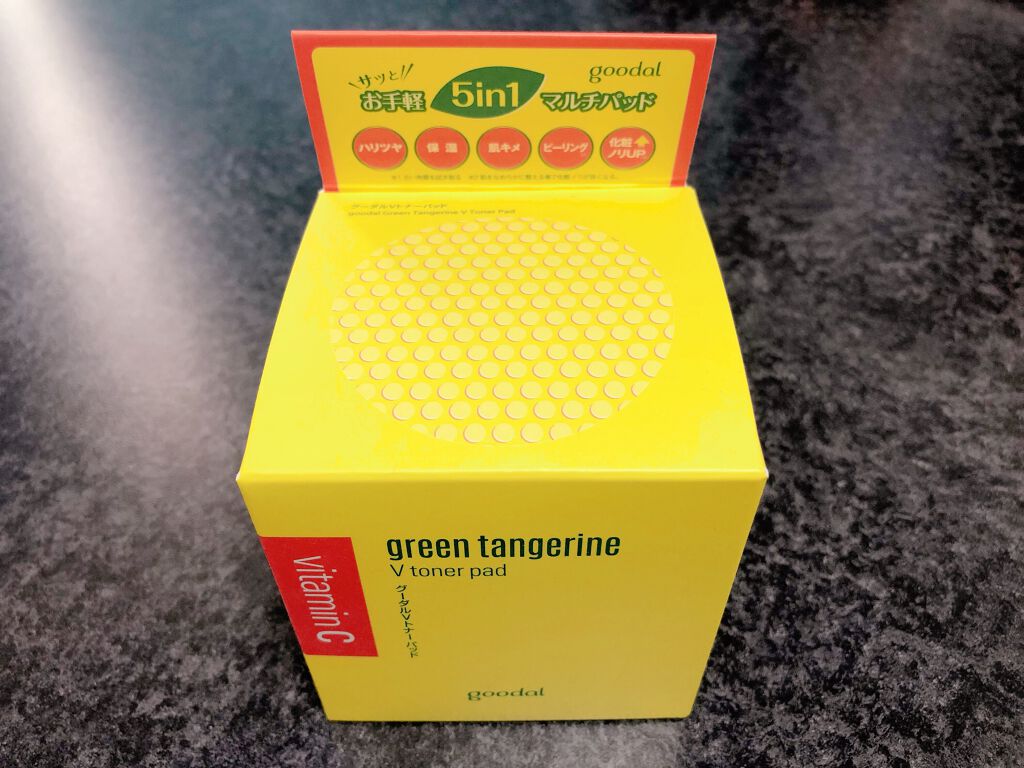 サッと!!
goodal
お手軽 5in1 マルチパッド
ハリツヤ 保湿 肌キメ ピーリング 化粧ノリUP
グーダルVトナーパッド
goodal Green Tangerine V Toner Pad
vitamin C
green tangerine
V toner pad
グーダルVトナーパッド
goodal